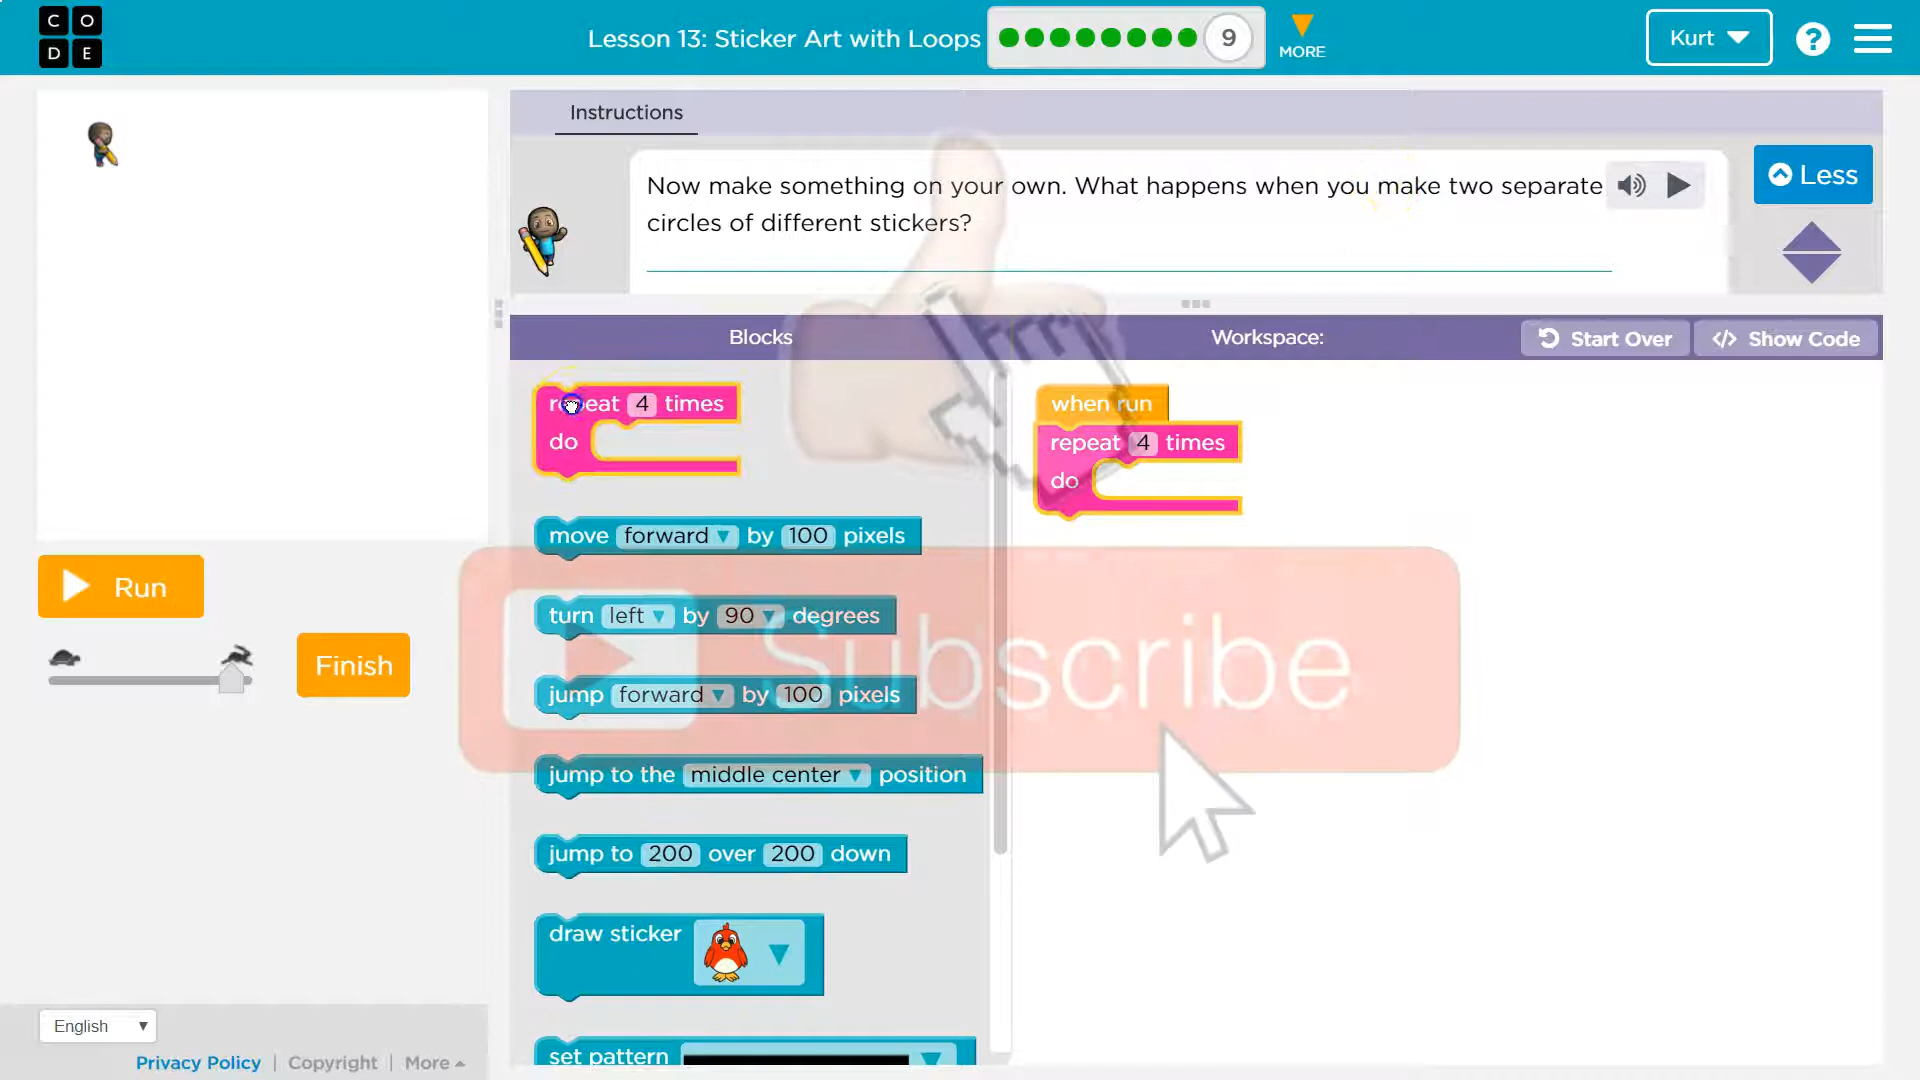 C O
D E
Lesson 13: Sticker Art with Loops
9
MORE
Kurt
?
Instructions
Now make something on your own. What happens when you make two separate
circles of different stickers?
Less
Blocks
Workspace:
Start Over
</> Show Code
repeat 4 times
do
move forward by 100 pixels
turn left by 90 degrees
jump forward by 100 pixels
jump to the middle center position
jump to 200 over 200 down
draw sticker
set pattern
when run
repeat 4 times
do
Subscribe
Run
Finish
English
Privacy Policy | Copyright | More